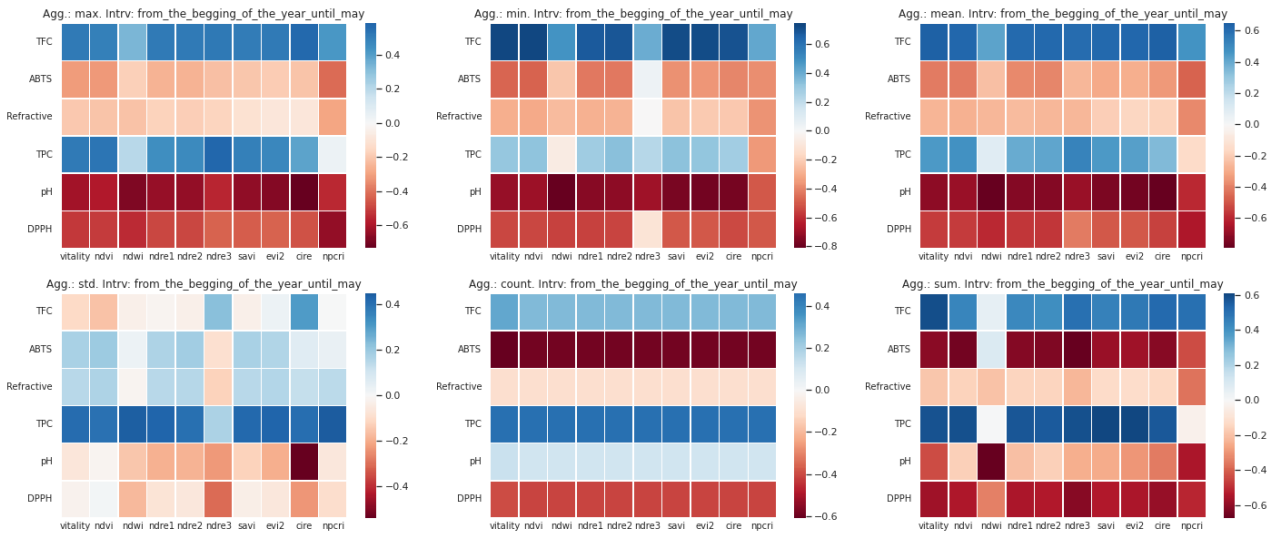 Agg.: max. Intrv: from_the_begging_of_the_year_until_may
TFC
ABTS
Refractive
TPC
pH
DPPH
vitality ndvi ndwi ndre1 ndre2 ndre3 savi evi2 cire npcri
0.4
0.2
0.0
−0.2
−0.4
−0.6
Agg.: min. Intrv: from_the_begging_of_the_year_until_may
TFC
ABTS
Refractive
TPC
pH
DPPH
vitality ndvi ndwi ndre1 ndre2 ndre3 savi evi2 cire npcri
0.6
0.4
0.2
0.0
−0.2
−0.4
−0.6
−0.8
Agg.: mean. Intrv: from_the_begging_of_the_year_until_may
TFC
ABTS
Refractive
TPC
pH
DPPH
vitality ndvi ndwi ndre1 ndre2 ndre3 savi evi2 cire npcri
0.6
0.4
0.2
0.0
−0.2
−0.4
−0.6
Agg.: std. Intrv: from_the_begging_of_the_year_until_may
TFC
ABTS
Refractive
TPC
pH
DPPH
vitality ndvi ndwi ndre1 ndre2 ndre3 savi evi2 cire npcri
0.4
0.2
0.0
−0.2
−0.4
Agg.: count. Intrv: from_the_begging_of_the_year_until_may
TFC
ABTS
Refractive
TPC
pH
DPPH
vitality ndvi ndwi ndre1 ndre2 ndre3 savi evi2 cire npcri
0.4
0.2
0.0
−0.2
−0.4
−0.6
Agg.: sum. Intrv: from_the_begging_of_the_year_until_may
TFC
ABTS
Refractive
TPC
pH
DPPH
vitality ndvi ndwi ndre1 ndre2 ndre3 savi evi2 cire npcri
0.6
0.4
0.2
0.0
−0.2
−0.4
−0.6